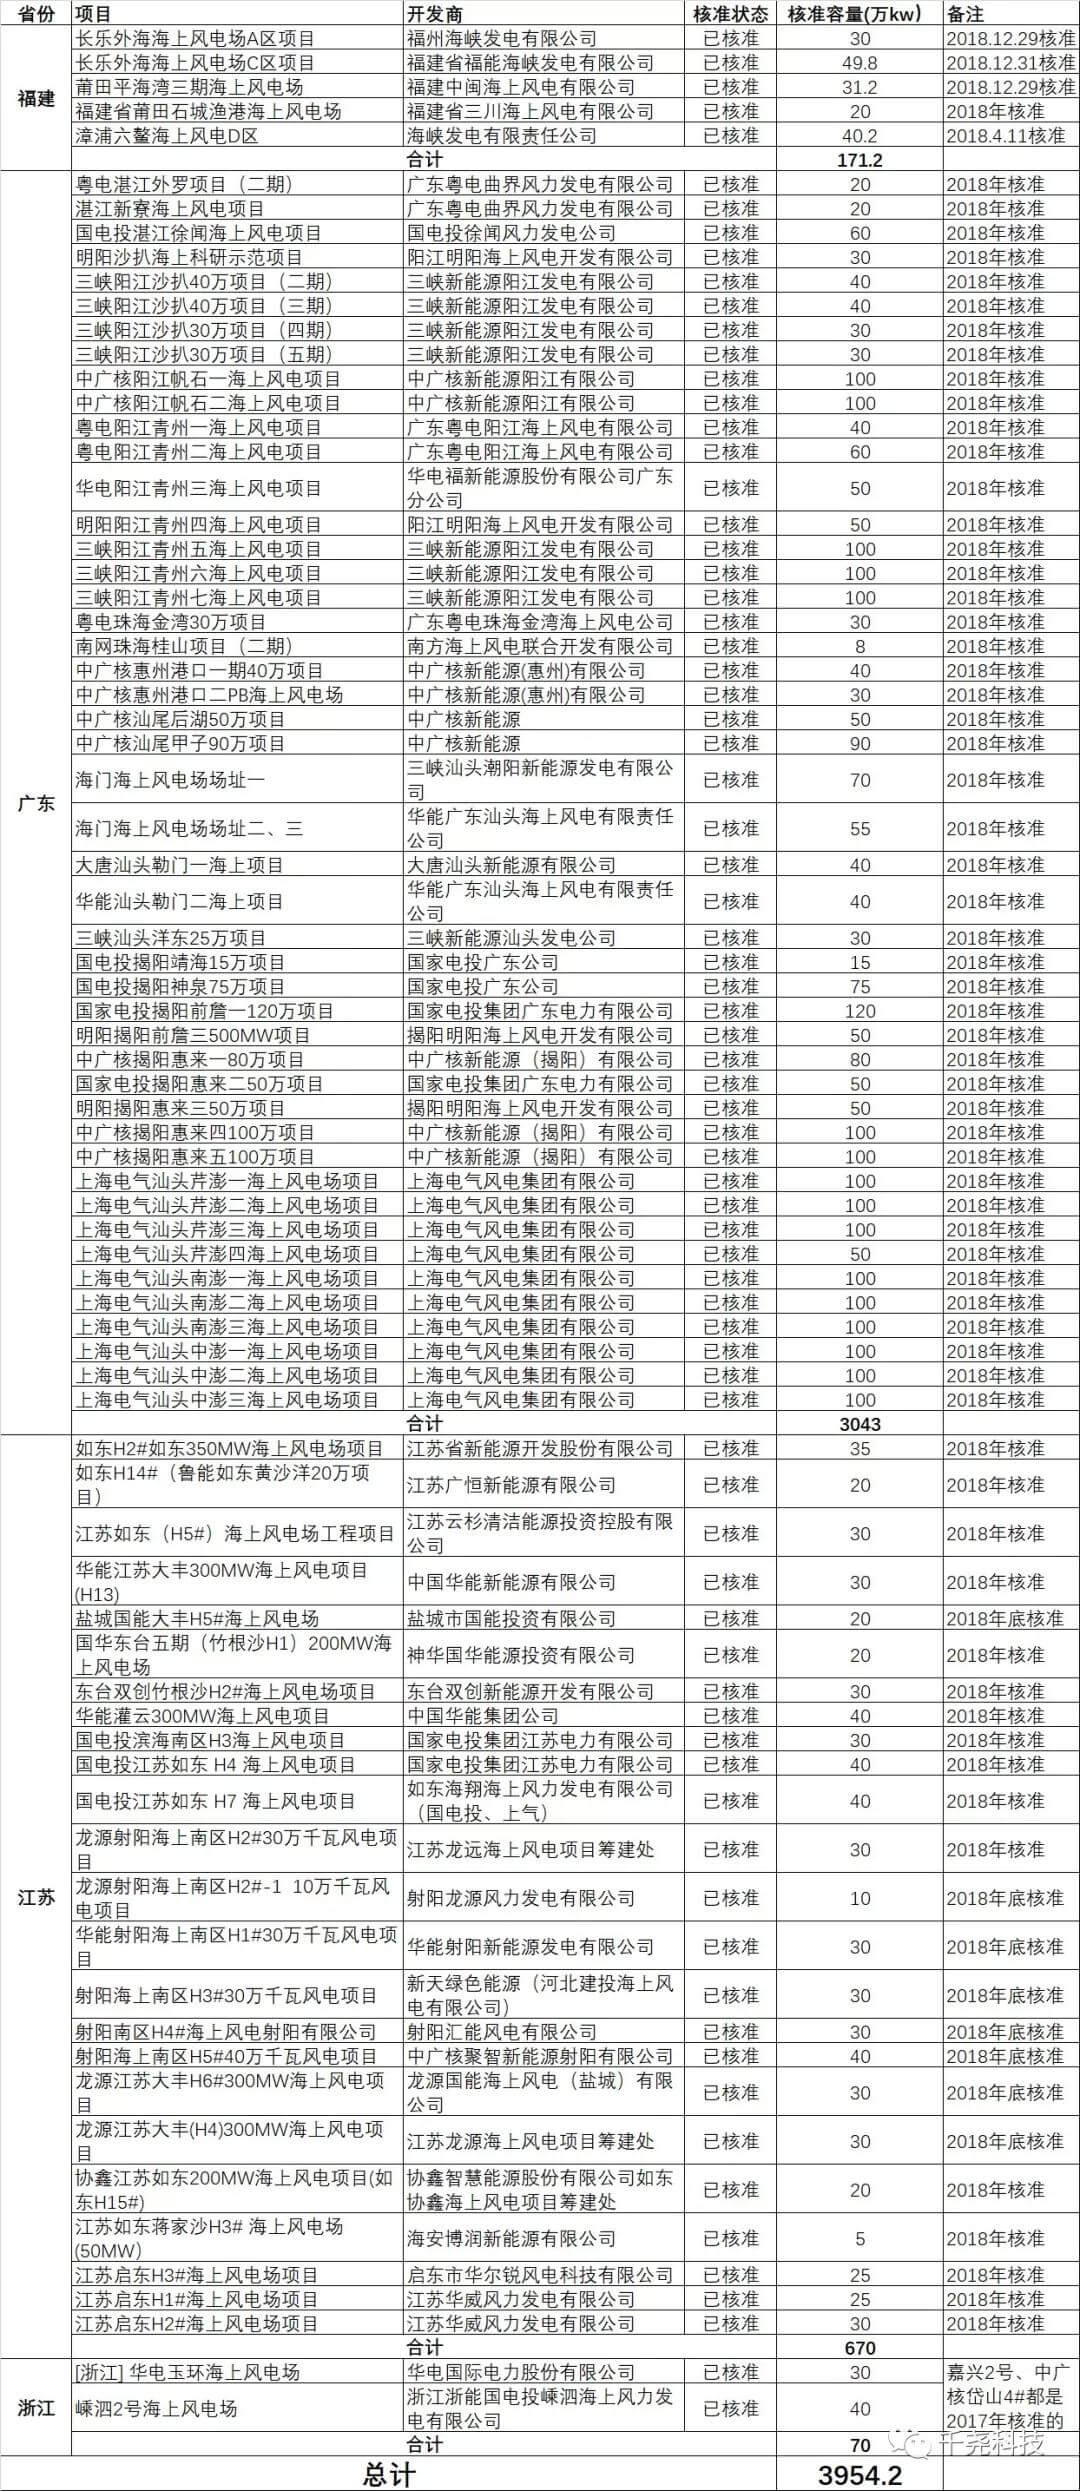 省份 项目 开发商 核准状态 核准容量(万kw) 备注
福建
长乐外海海上风电场A区项目 福州海峡发电有限公司 已核准 30 2018.12.29核准
长乐外海海上风电场C区项目 福建省福能海峡发电有限公司 已核准 49.8 2018.12.31核准
莆田平海湾三期海上风电场 福建中闽海上风电有限公司 已核准 31.2 2018.12.29核准
福建省莆田石城渔港海上风电场 福建省三川海上风电有限公司 已核准 20 2018年核准
漳浦六鳌海上风电D区 海峡发电有限责任公司 已核准 40.2 2018.4.11核准
合计 171.2
广东
粤电湛江外罗项目（二期） 广东粤电曲界风力发电有限公司 已核准 20 2018年核准
湛江新寮海上风电项目 广东粤电曲界风力发电有限公司 已核准 20 2018年核准
国电投湛江徐闻海上风电项目 国电投徐闻风力发电公司 已核准 60 2018年核准
明阳沙扒海上科研示范项目 阳江明阳海上风电开发有限公司 已核准 30 2018年核准
三峡阳江沙扒40万项目（二期） 三峡新能源阳江发电有限公司 已核准 40 2018年核准
三峡阳江沙扒40万项目（三期） 三峡新能源阳江发电有限公司 已核准 40 2018年核准
三峡阳江沙扒30万项目（四期） 三峡新能源阳江发电有限公司 已核准 30 2018年核准
三峡阳江沙扒30万项目（五期） 三峡新能源阳江发电有限公司 已核准 30 2018年核准
中广核阳江帆石一海上风电项目 中广核新能源阳江有限公司 已核准 100 2018年核准
中广核阳江帆石二海上风电项目 中广核新能源阳江有限公司 已核准 100 2018年核准
粤电阳江青州一海上风电项目 广东粤电阳江海上风电有限公司 已核准 40 2018年核准
粤电阳江青州二海上风电项目 广东粤电阳江海上风电有限公司 已核准 60 2018年核准
华电阳江青州三海上风电项目 华电福新能源股份有限公司广东
分公司 已核准 50 2018年核准
明阳阳江青州四海上风电项目 阳江明阳海上风电开发有限公司 已核准 50 2018年核准
三峡阳江青州五海上风电项目 三峡新能源阳江发电有限公司 已核准 100 2018年核准
三峡阳江青州六海上风电项目 三峡新能源阳江发电有限公司 已核准 100 2018年核准
三峡阳江青州七海上风电项目 三峡新能源阳江发电有限公司 已核准 100 2018年核准
粤电珠海金湾30万项目 广东粤电珠海金湾海上风电公司 已核准 30 2018年核准
南网珠海桂山项目（二期） 南方海上风电联合开发有限公司 已核准 8 2018年核准
中广核惠州港口一期40万项目 中广核新能源(惠州)有限公司 已核准 40 2018年核准
中广核惠州港口二PB海上风电场 中广核新能源(惠州)有限公司 已核准 30 2018年核准
中广核汕尾后湖50万项目 中广核新能源 已核准 50 2018年核准
中广核汕尾甲子90万项目 中广核新能源 已核准 90 2018年核准
海门海上风电场场址一 三峡汕头潮阳新能源发电有限公
司 已核准 70 2018年核准
海门海上风电场场址二、三 华能广东汕头海上风电有限责任
公司 已核准 55 2018年核准
大唐汕头勒门一海上项目 大唐汕头新能源有限公司 已核准 40 2018年核准
华能汕头勒门二海上项目 华能广东汕头海上风电有限责任
公司 已核准 40 2018年核准
三峡汕头洋东25万项目 三峡新能源汕头发电公司 已核准 30 2018年核准
国电投揭阳靖海15万项目 国家电投广东公司 已核准 15 2018年核准
国电投揭阳神泉75万项目 国家电投广东公司 已核准 75 2018年核准
国家电投揭阳前詹一120万项目 国家电投集团广东电力有限公司 已核准 120 2018年核准
明阳揭阳前詹三500MW项目 揭阳明阳海上风电开发有限公司 已核准 50 2018年核准
中广核揭阳惠来一80万项目 中广核新能源（揭阳）有限公司 已核准 80 2018年核准
国家电投揭阳惠来二50万项目 国家电投集团广东电力有限公司 已核准 50 2018年核准
明阳揭阳惠来三50万项目 揭阳明阳海上风电开发有限公司 已核准 50 2018年核准
中广核揭阳惠来四100万项目 中广核新能源（揭阳）有限公司 已核准 100 2018年核准
中广核揭阳惠来五100万项目 中广核新能源（揭阳）有限公司 已核准 100 2018年核准
上海电气汕头芹澎一海上风电场项目 上海电气风电集团有限公司 已核准 100 2018年核准
上海电气汕头芹澎二海上风电场项目 上海电气风电集团有限公司 已核准 100 2018年核准
上海电气汕头芹澎三海上风电场项目 上海电气风电集团有限公司 已核准 100 2018年核准
上海电气汕头芹澎四海上风电场项目 上海电气风电集团有限公司 已核准 50 2018年核准
上海电气汕头南澎一海上风电场项目 上海电气风电集团有限公司 已核准 100 2018年核准
上海电气汕头南澎二海上风电场项目 上海电气风电集团有限公司 已核准 100 2018年核准
上海电气汕头南澎三海上风电场项目 上海电气风电集团有限公司 已核准 100 2018年核准
上海电气汕头中澎一海上风电场项目 上海电气风电集团有限公司 已核准 100 2018年核准
上海电气汕头中澎二海上风电场项目 上海电气风电集团有限公司 已核准 100 2018年核准
上海电气汕头中澎三海上风电场项目 上海电气风电集团有限公司 已核准 100 2018年核准
合计 3043
江苏
如东H2#如东350MW海上风电场项目 江苏省新能源开发股份有限公司 已核准 35 2018年核准
如东H14#（鲁能如东黄沙洋20万项
目） 江苏广恒新能源有限公司 已核准 20 2018年核准
江苏如东（H5#）海上风电场工程项目 江苏云杉清洁能源投资控股有限
公司 已核准 30 2018年核准
华能江苏大丰300MW海上风电项目
(H13) 中国华能新能源有限公司 已核准 30 2018年核准
盐城国能大丰H5#海上风电场 盐城市国能投资有限公司 已核准 20 2018年底核准
国华东台五期（竹根沙H1）200MW海
上风电场 神华国华能源投资有限公司 已核准 20 2018年核准
东台双创竹根沙H2#海上风电场项目 东台双创新能源开发有限公司 已核准 30 2018年核准
华能灌云300MW海上风电项目 中国华能集团公司 已核准 40 2018年核准
国电投滨海南区H3海上风电项目 国家电投集团江苏电力有限公司 已核准 30 2018年核准
国电投江苏如东 H4 海上风电项目 国家电投集团江苏电力有限公司 已核准 40 2018年核准
国电投江苏如东 H7 海上风电项目 如东海翔海上风力发电有限公司
（国电投、上气） 已核准 40 2018年核准
龙源射阳海上南区H2#30万千瓦风电项
目 江苏龙远海上风电项目筹建处 已核准 30 2018年核准
龙源射阳海上南区H2#-1 10万千瓦风
电项目 射阳龙源风力发电有限公司 已核准 10 2018年底核准
华能射阳海上南区H1#30万千瓦风电项
目 华能射阳新能源发电有限公司 已核准 30 2018年底核准
射阳海上南区H3#30万千瓦风电项目 新天绿色能源（河北建投海上风
电有限公司） 已核准 30 2018年底核准
射阳南区H4#海上风电射阳有限公司 射阳汇能风电有限公司 已核准 30 2018年底核准
射阳海上南区H5#40万千瓦风电项目 中广核聚智新能源射阳有限公司 已核准 40 2018年底核准
龙源江苏大丰H6#300MW海上风电项
目 龙源国能海上风电（盐城）有限
公司 已核准 30 2018年底核准
龙源江苏大丰(H4)300MW海上风电项
目 江苏龙源海上风电项目筹建处 已核准 30 2018年底核准
协鑫江苏如东200MW海上风电项目(如
东H15#) 协鑫智慧能源股份有限公司如东
协鑫海上风电项目筹建处 已核准 20 2018年核准
江苏如东蒋家沙H3# 海上风电场
(50MW） 海安博润新能源有限公司 已核准 5 2018年核准
江苏启东H3#海上风电场项目 启东市华尔锐风电科技有限公司 已核准 25 2018年核准
江苏启东H1#海上风电场项目 江苏华威风力发电有限公司 已核准 25 2018年核准
江苏启东H2#海上风电场项目 江苏华威风力发电有限公司 已核准 30 2018年核准
合计 670
浙江
[浙江] 华电玉环海上风电场 华电国际电力股份有限公司 已核准 30 嘉兴2号、中广
核岱山4#都是
2017年核准的
嵊泗2号海上风电场 浙江浙能国电投嵊泗海上风力发
电有限公司 已核准 40
合计 70
总计 3954.2
千尧科技